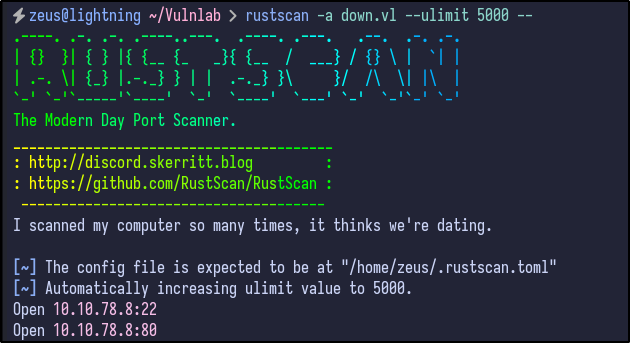 zeus@lightning ~/Vulnlab > rustscan -a down.vl --ulimit 5000 --
.----. .-. .-. .----..---.  .----. .---.   .--.  .-. .-.
| {}  }| { } |{ {__ {_   _}{ {__  /  ___} / {} \ |  `| |
| .-. \| {_} |.-._} } | |  .-._} }\     }/  /\  \| |\  |
`-' `-'`-----'`----'  `-'  `----'  `---' `-'  `-'`-' `-'
The Modern Day Port Scanner.
________________________________________
: http://discord.skerritt.blog         :
: https://github.com/RustScan/RustScan :
 --------------------------------------
I scanned my computer so many times, it thinks we're dating.
[~] The config file is expected to be at "/home/zeus/.rustscan.toml"
[~] Automatically increasing ulimit value to 5000.
Open 10.10.78.8:22
Open 10.10.78.8:80